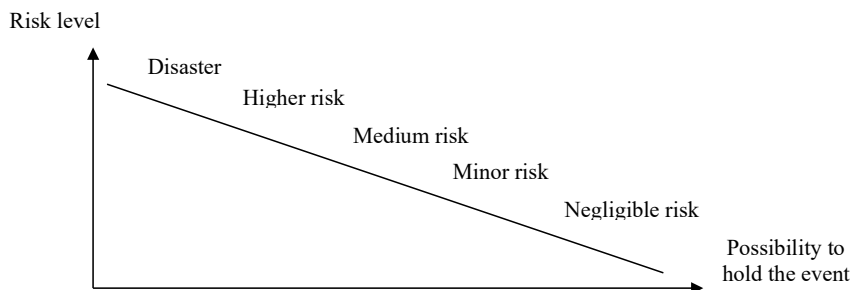 Risk level
Disaster
Higher risk
Medium risk
Minor risk
Negligible risk
Possibility to
hold the event